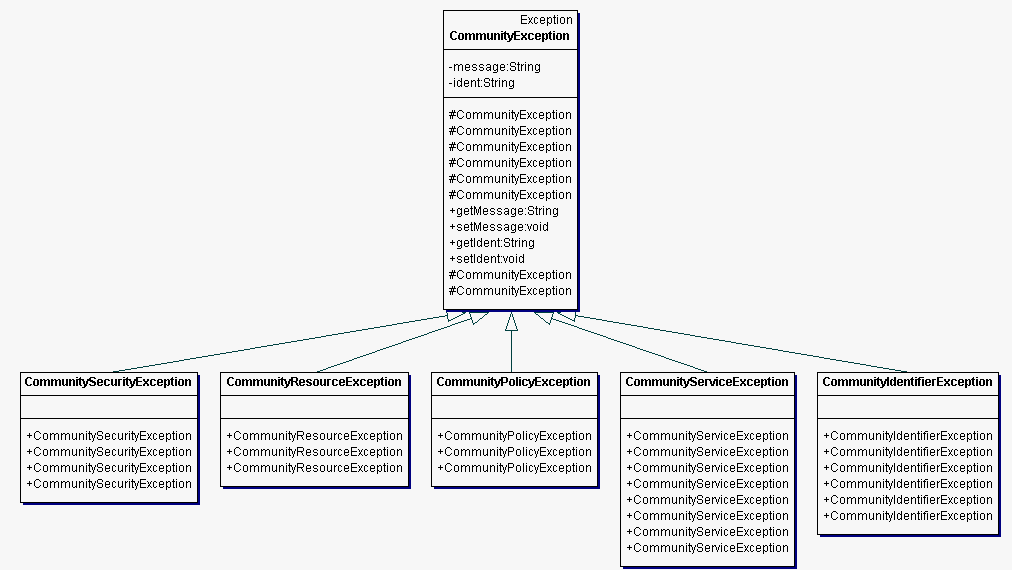 Exception
CommunityException
-message:String
-ident:String
#CommunityException
#CommunityException
#CommunityException
#CommunityException
#CommunityException
#CommunityException
+getMessage:String
+setMessage:void
+getIdent:String
+setIdent:void
#CommunityException
#CommunityException
CommunitySecurityException
+CommunitySecurityException
+CommunitySecurityException
+CommunitySecurityException
+CommunitySecurityException
CommunityResourceException
+CommunityResourceException
+CommunityResourceException
+CommunityResourceException
CommunityPolicyException
+CommunityPolicyException
+CommunityPolicyException
+CommunityPolicyException
CommunityServiceException
+CommunityServiceException
+CommunityServiceException
+CommunityServiceException
+CommunityServiceException
+CommunityServiceException
+CommunityServiceException
+CommunityServiceException
+CommunityServiceException
CommunityIdentifierException
+CommunityIdentifierException
+CommunityIdentifierException
+CommunityIdentifierException
+CommunityIdentifierException
+CommunityIdentifierException
+CommunityIdentifierException